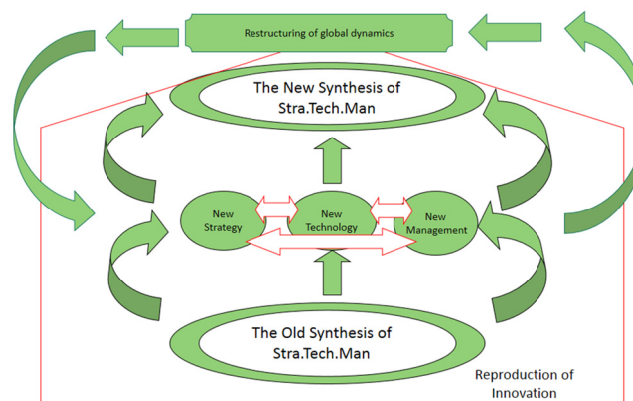 Restructuring of global dynamics
The New Synthesis of
Stra.Tech.Man
New
Strategy
New
Technology
New
Management
The Old Synthesis of
Stra.Tech.Man
Reproduction of
Innovation